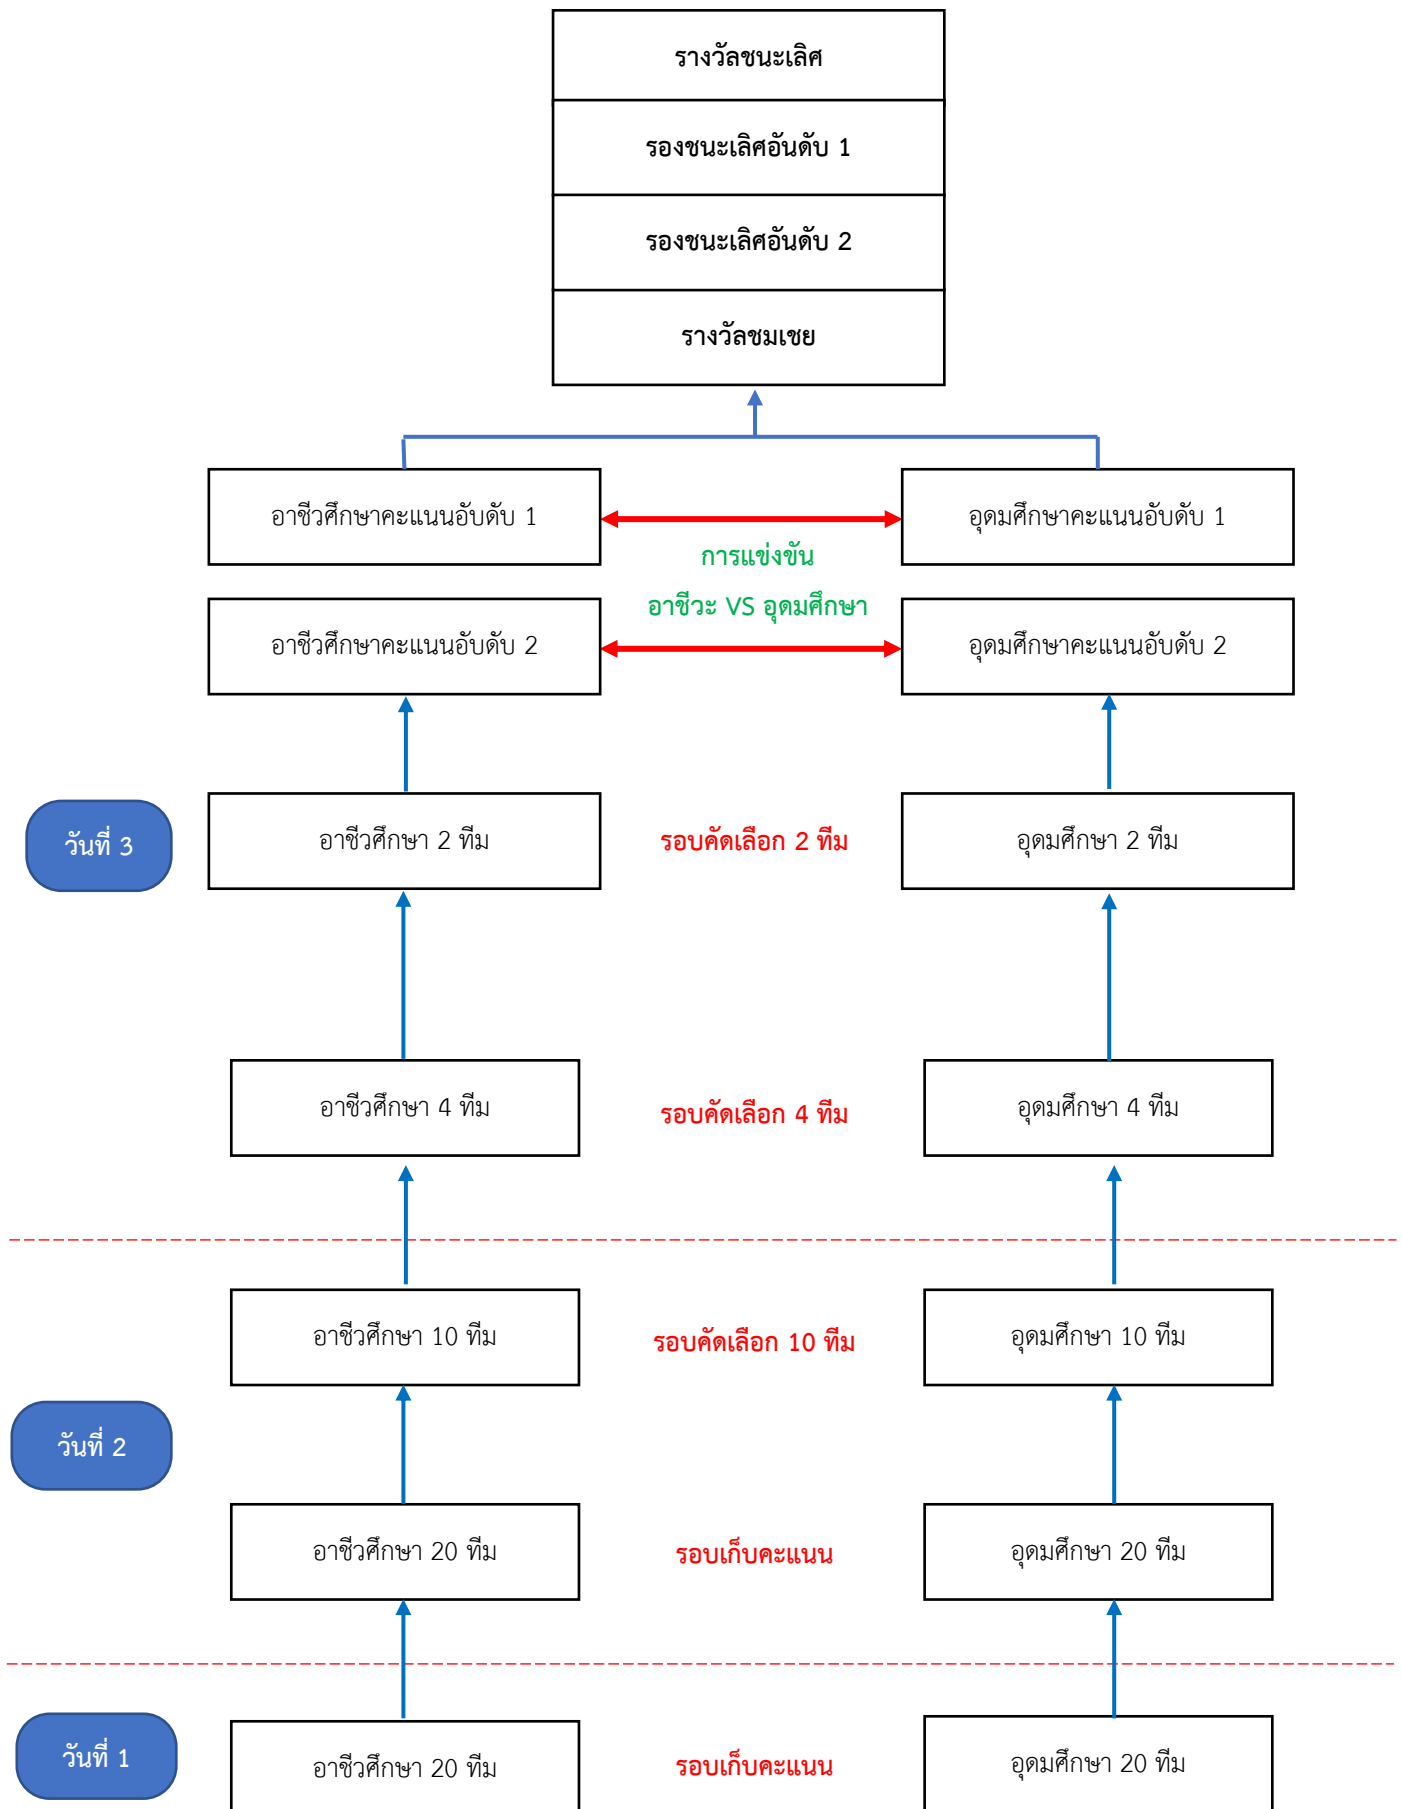 รางวัลชนะเลิศ
รองชนะเลิศอันดับ 1
รองชนะเลิศอันดับ 2
รางวัลชมเชย
อาชีวศึกษาคะแนนอับดับ 1
อุดมศึกษาคะแนนอับดับ 1
การแข่งขัน
อาชีวะ VS อุดมศึกษา
อาชีวศึกษาคะแนนอับดับ 2
อุดมศึกษาคะแนนอับดับ 2
วันที่ 3
อาชีวศึกษา 2 ทีม
รอบคัดเลือก 2 ทีม
อุดมศึกษา 2 ทีม
อาชีวศึกษา 4 ทีม
รอบคัดเลือก 4 ทีม
อุดมศึกษา 4 ทีม
อาชีวศึกษา 10 ทีม
รอบคัดเลือก 10 ทีม
อุดมศึกษา 10 ทีม
วันที่ 2
อาชีวศึกษา 20 ทีม
รอบเก็บคะแนน
อุดมศึกษา 20 ทีม
วันที่ 1
อาชีวศึกษา 20 ทีม
รอบเก็บคะแนน
อุดมศึกษา 20 ทีม